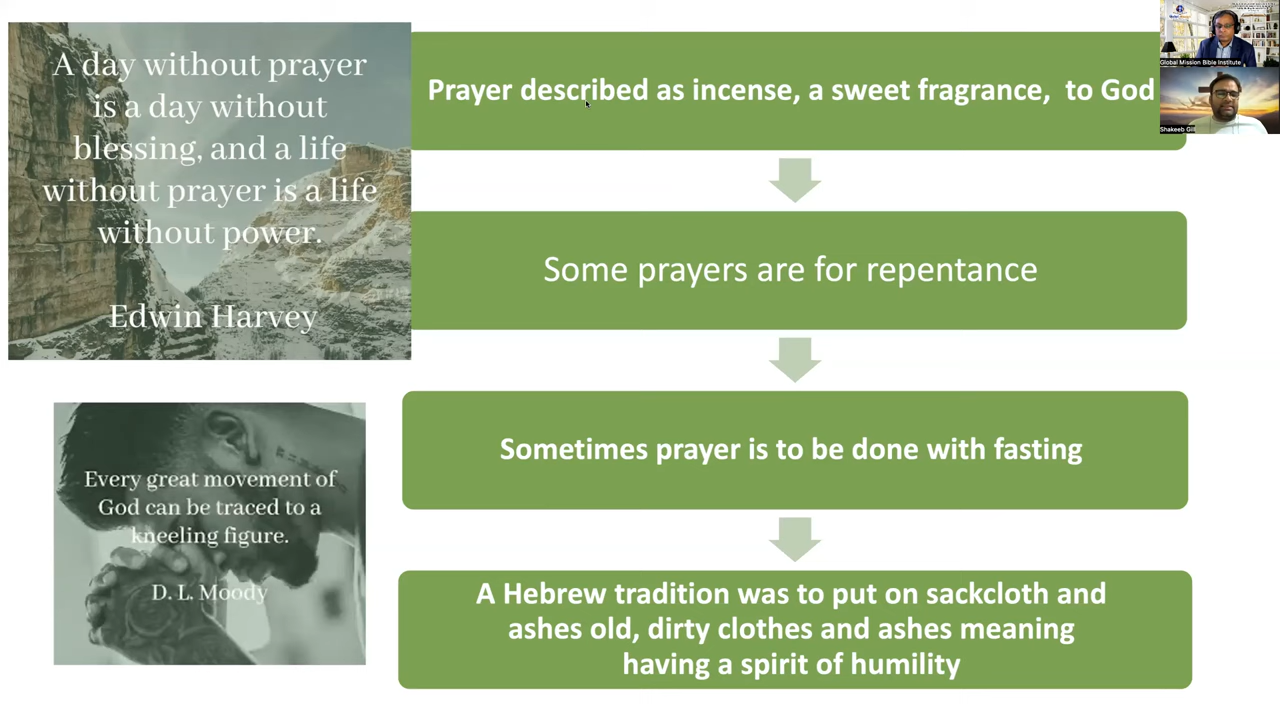 A day without prayer
is a day without
blessing, and a life
without prayer is a life
without power.
Edwin Harvey
Every great movement of
God can be traced to a
kneeling figure.
D. L. Moody
Prayer described as incense, a sweet fragrance, to God
Some prayers are for repentance
Sometimes prayer is to be done with fasting
A Hebrew tradition was to put on sackcloth and
ashes old, dirty clothes and ashes meaning
having a spirit of humility
Global Mission Bible Institute
Shakeeb Gill